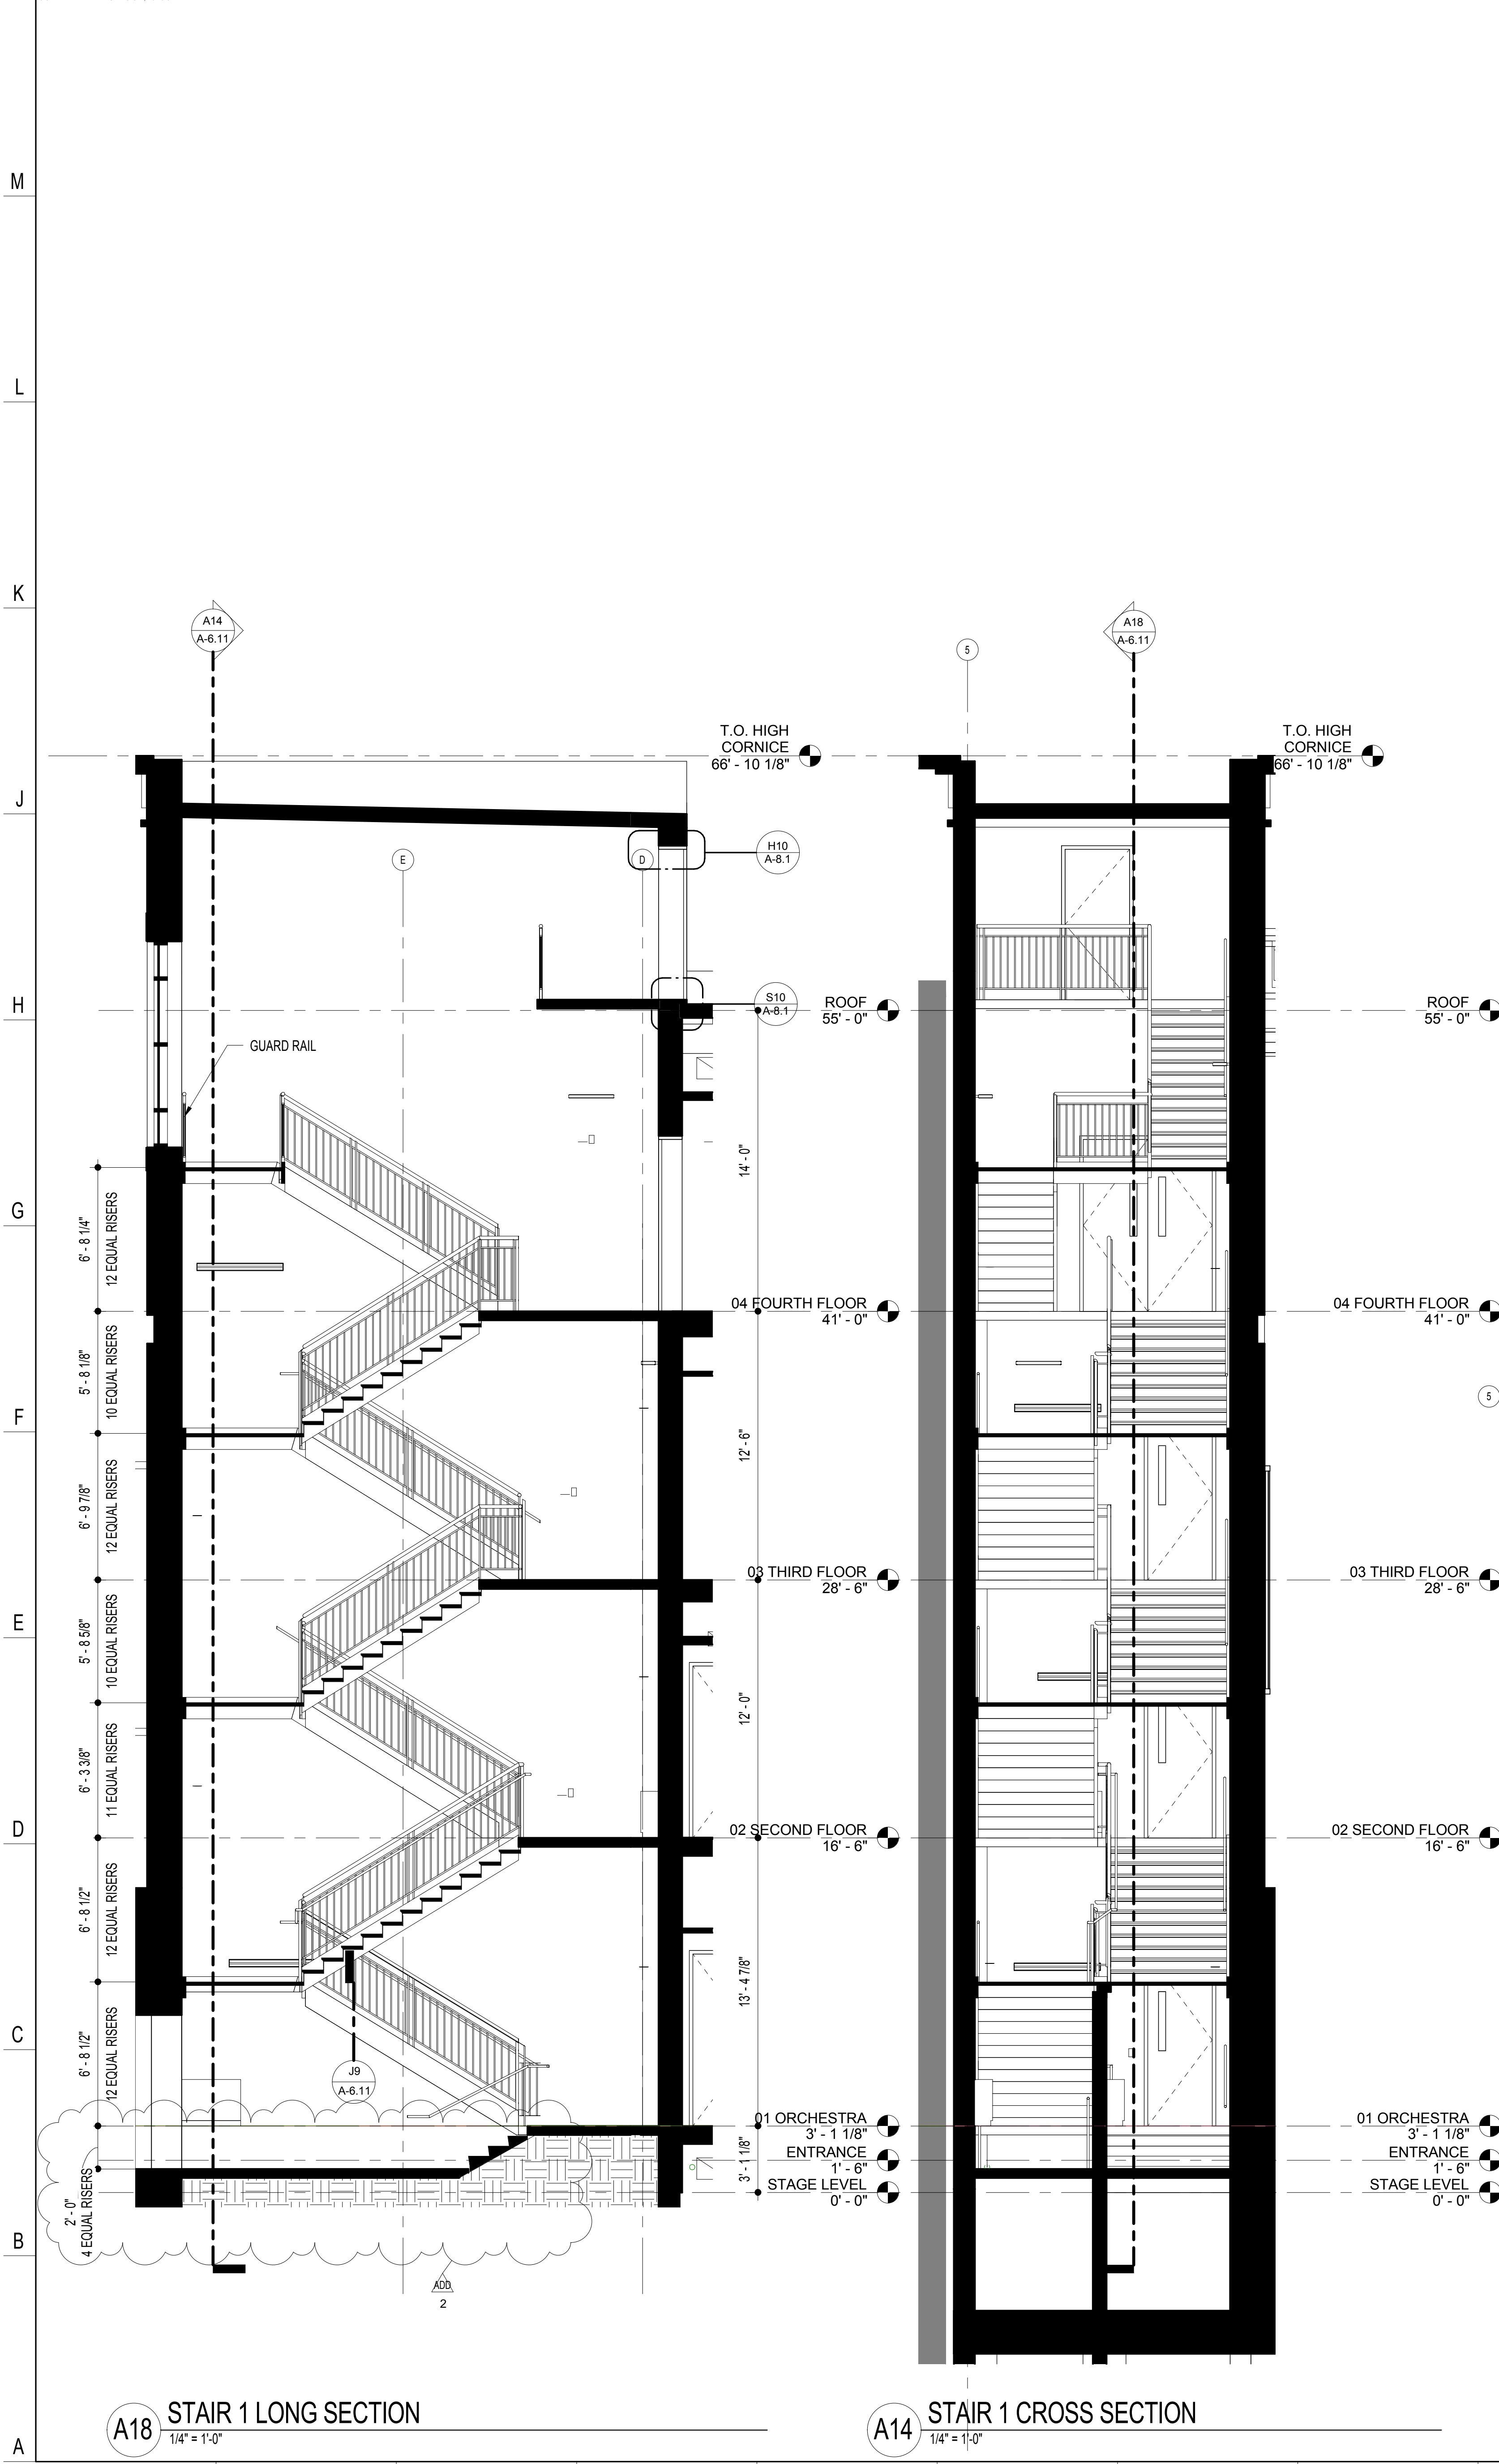 M
L
K
J
H
G
F
E
D
C
B
A
A14
A-6.11
T.O. HIGH
CORNICE
66' - 10 1/8"
E
D
H10
A-8.1
S10
A-8.1
ROOF
55' - 0"
GUARD RAIL
14' - 0"
6' - 8 1/4"
12 EQUAL RISERS
04 FOURTH FLOOR
41' - 0"
5' - 8 1/8"
10 EQUAL RISERS
12' - 6"
6' - 9 7/8"
12 EQUAL RISERS
03 THIRD FLOOR
28' - 6"
5' - 8 5/8"
10 EQUAL RISERS
12' - 0"
6' - 3 3/8"
11 EQUAL RISERS
02 SECOND FLOOR
16' - 6"
6' - 8 1/2"
12 EQUAL RISERS
13' - 4 7/8"
6' - 8 1/2"
12 EQUAL RISERS
J9
A-6.11
01 ORCHESTRA
3' - 1 1/8"
ENTRANCE
1' - 6"
3' - 1 1/8"
STAGE LEVEL
0' - 0"
2' - 0"
4 EQUAL RISERS
ADD
2
A18
STAIR 1 LONG SECTION
1/4" = 1'-0"
5
A18
A-6.11
T.O. HIGH
CORNICE
66' - 10 1/8"
ROOF
55' - 0"
04 FOURTH FLOOR
41' - 0"
5
03 THIRD FLOOR
28' - 6"
02 SECOND FLOOR
16' - 6"
01 ORCHESTRA
3' - 1 1/8"
ENTRANCE
1' - 6"
STAGE LEVEL
0' - 0"
A14
STAIR 1 CROSS SECTION
1/4" = 1'-0"